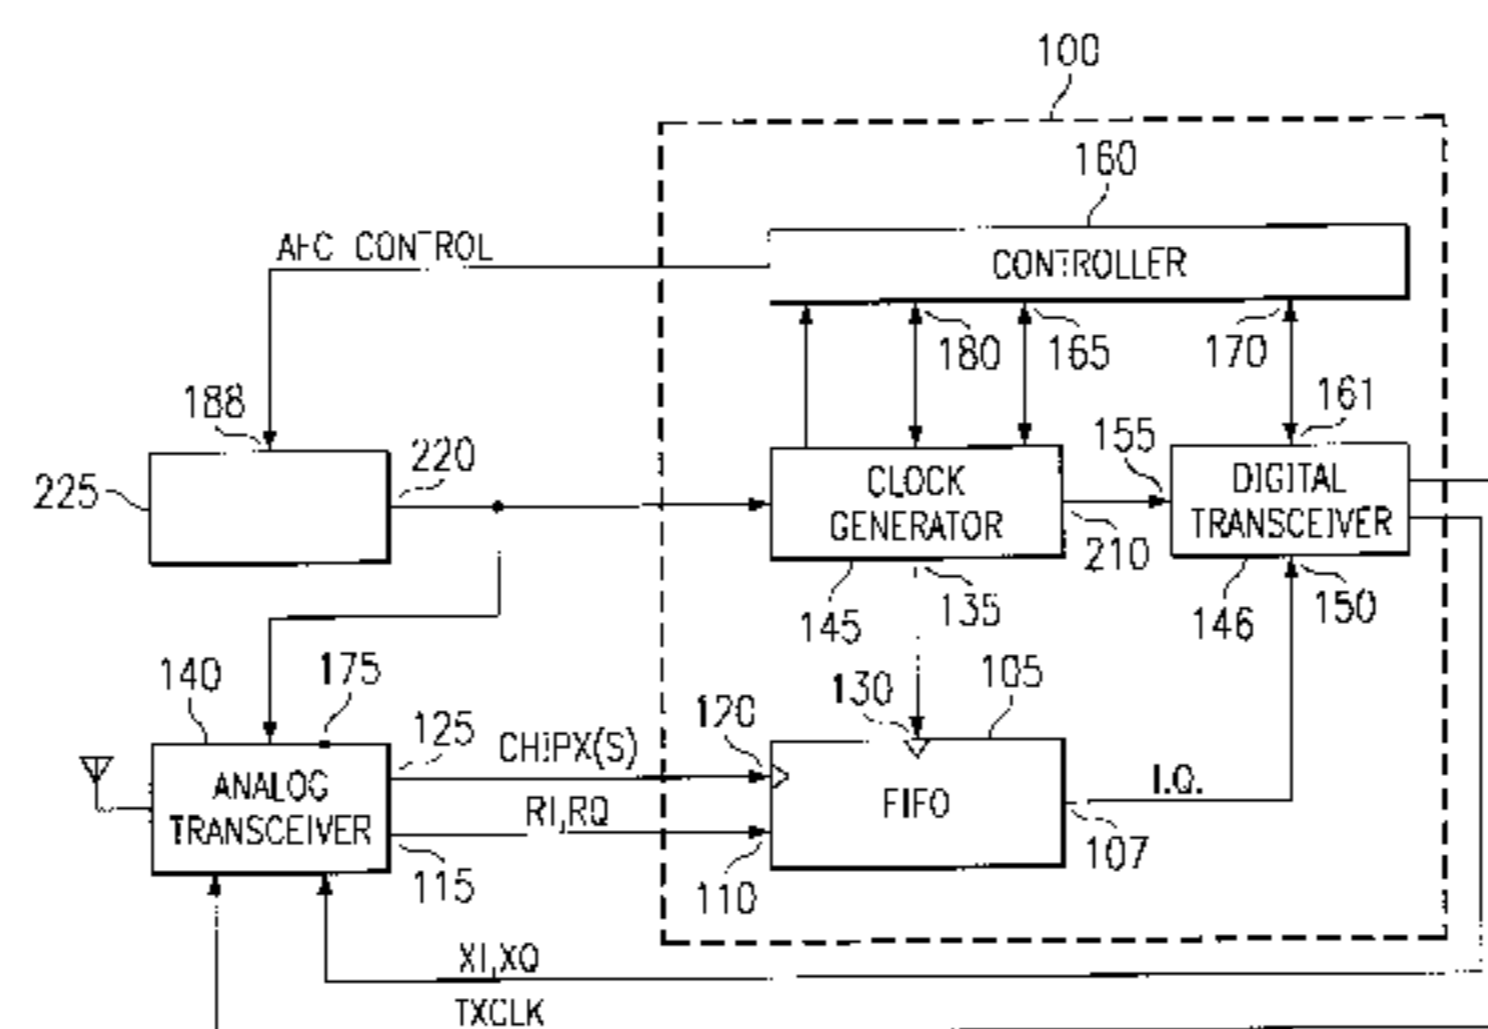 100
160
AFC CONTROL
CONTROLLER
180
165
170
188
161
220
155
225
CLOCK
GENERATOR
DIGITAL
TRANSCEIVER
210
135
145
146
150
140
175
130
105
125
120
CHIPX(S)
ANALOG
TRANSCEIVER
RI,RQ
FIFO
I.Q.
115
110
107
XI,XQ
TXCLK